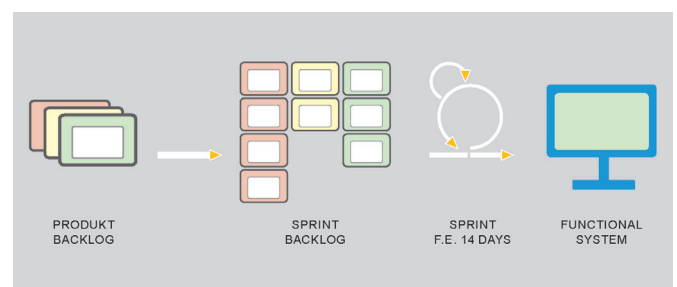 PRODUKT
BACKLOG
SPRINT
BACKLOG
SPRINT
F.E. 14 DAYS
FUNCTIONAL
SYSTEM